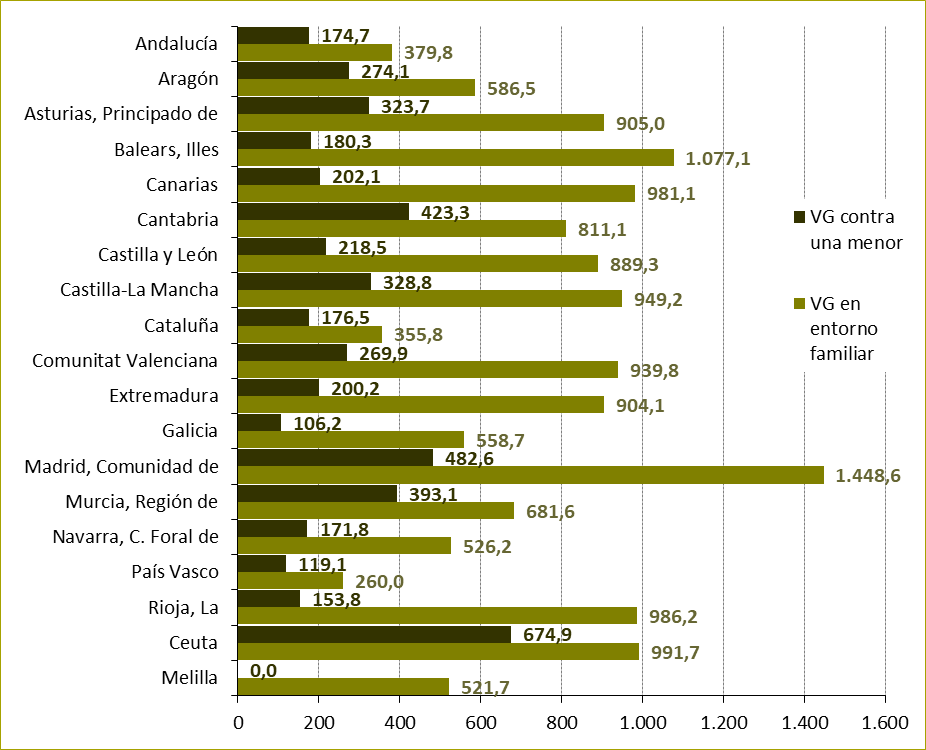 Andalucía
174,7
379,8
Aragón
274,1
586,5
Asturias, Principado de
323,7
905,0
Balears, Illes
180,3
1.077,1
Canarias
202,1
981,1
Cantabria
423,3
811,1
Castilla y León
218,5
889,3
Castilla-La Mancha
328,8
949,2
Cataluña
176,5
355,8
Comunitat Valenciana
269,9
939,8
Extremadura
200,2
904,1
Galicia
106,2
558,7
Madrid, Comunidad de
482,6
1.448,6
Murcia, Región de
393,1
681,6
Navarra, C. Foral de
171,8
526,2
País Vasco
119,1
260,0
Rioja, La
153,8
986,2
Ceuta
674,9
991,7
Melilla
0,0
521,7
0 200 400 600 800 1.000 1.200 1.400 1.600
VG contra
una menor
VG en
entorno
familiar